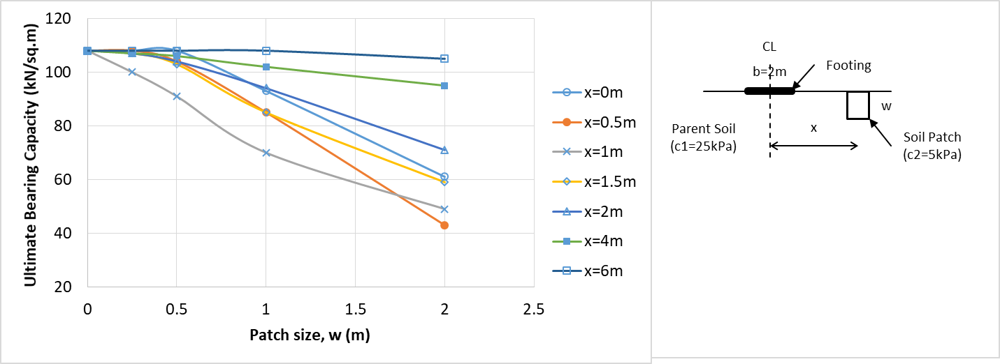 Ultimate Bearing Capacity (kN/sq.m)
120
100
80
60
40
20
0
0.5
1
1.5
2
2.5
Patch size, w (m)
x=0m
x=0.5m
x=1m
x=1.5m
x=2m
x=4m
x=6m
CL
b=2m
Footing
w
x
Parent Soil
(c1=25kPa)
Soil Patch
(c2=5kPa)